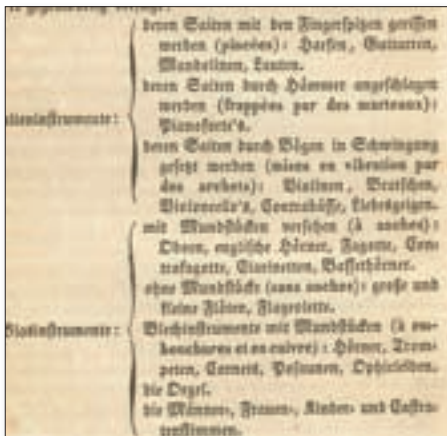 deren Saiten mit den Fingerspitzen gerissen
werden (pincées): Harfen, Guitarren,
Mandolinen, Lauten.
deren Saiten durch Hämmer angeschlagen
werden (frappées par des marteaux):
Pianoforte's.
aiteninstrumente:
deren Saiten durch Bögen in Schwingung
gesetzt werden (mises en vibration par
des archets): Violinen, Bratschen,
Violoncello's, Contrabässe, Liebesgeigen.
mit Mundstücken versehen (à anches):
Oboen, englische Hörner, Fagotte, Con-
trafagotte, Clarinetten, Bassethörner.
ohne Mundstücke (sans anches): große und
kleine Flöten, Flageolette.
Blasinstrumente:
Blechinstrumente mit Mundstücken (à em-
bouchures et en cuivre): Hörner, Trom-
peten, Cornets, Posaunen, Ophicleiden.
die Orgel.
die Männer-, Frauen-, Kinder- und Castra-
tenstimmen.